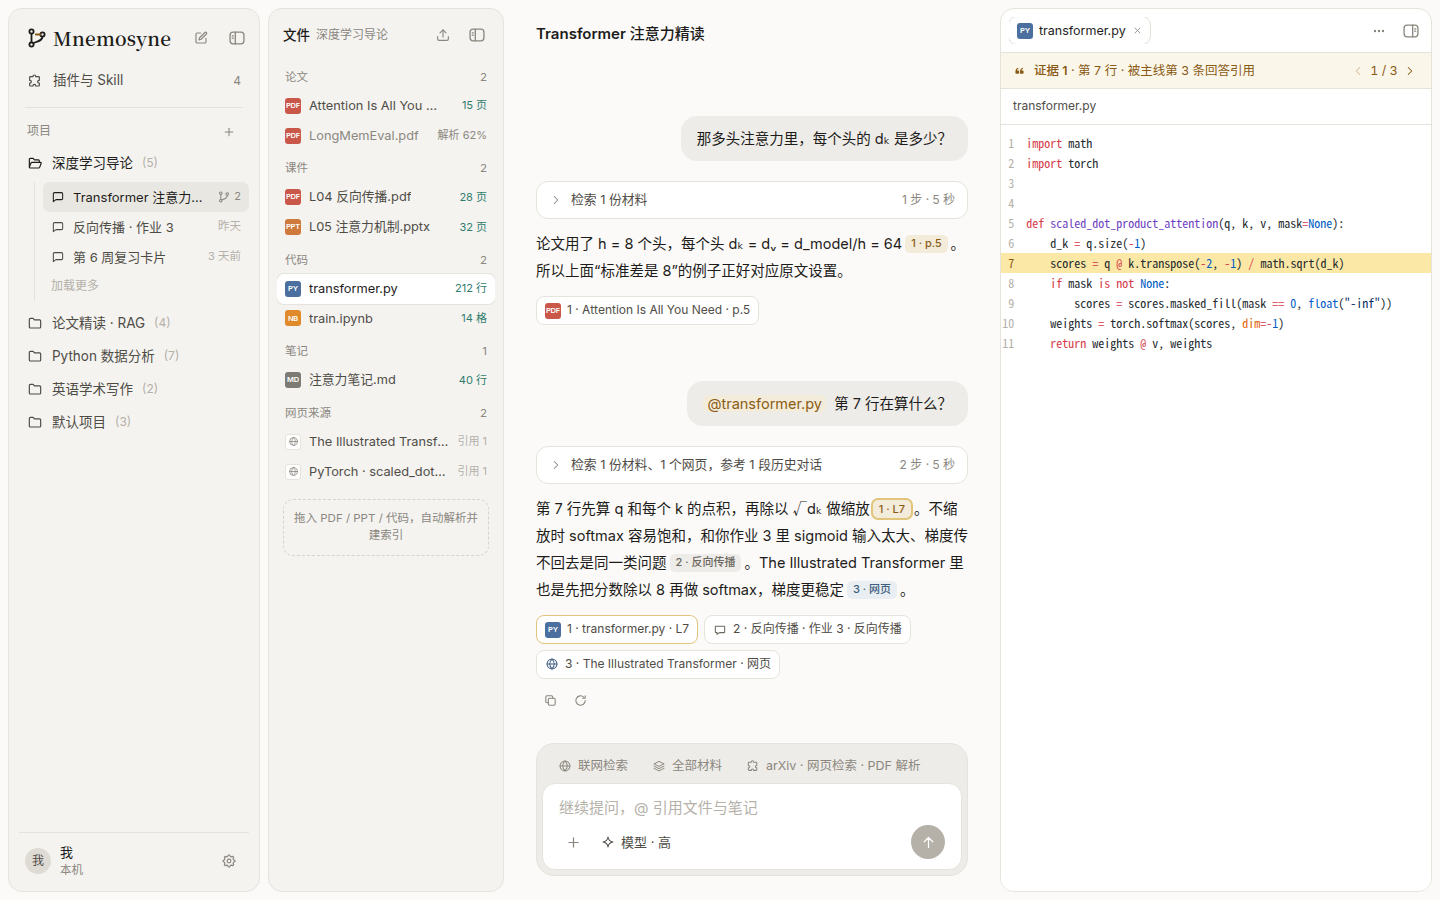 Mnemosyne
插件与 Skill 4
项目
深度学习导论 (5)
Transformer 注意力... 2
反向传播 · 作业 3 昨天
第 6 周复习卡片 3 天前
加载更多
论文精读 · RAG (4)
Python 数据分析 (7)
英语学术写作 (2)
默认项目 (3)
我 我
本机
文件 深度学习导论
论文 2
PDF Attention Is All You ... 15 页
PDF LongMemEval.pdf 解析 62%
课件 2
PDF L04 反向传播.pdf 28 页
PPT L05 注意力机制.pptx 32 页
代码 2
PY transformer.py 212 行
NB train.ipynb 14 格
笔记 1
MD 注意力笔记.md 40 行
网页来源 2
The Illustrated Transf... 引用 1
PyTorch · scaled_dot... 引用 1
拖入 PDF / PPT / 代码，自动解析并
建索引
Transformer 注意力精读
那多头注意力里，每个头的 dₖ 是多少？
检索 1 份材料 1 步 · 5 秒
论文用了 h = 8 个头，每个头 dₖ = dᵥ = d_model/h = 64 1 · p.5 。
所以上面“标准差是 8”的例子正好对应原文设置。
PDF 1 · Attention Is All You Need · p.5
@transformer.py 第 7 行在算什么？
检索 1 份材料、1 个网页，参考 1 段历史对话 2 步 · 5 秒
第 7 行先算 q 和每个 k 的点积，再除以 √dₖ 做缩放 1 · L7 。不缩
放时 softmax 容易饱和，和你作业 3 里 sigmoid 输入太大、梯度传
不回去是同一类问题 2 · 反向传播 。The Illustrated Transformer 里
也是先把分数除以 8 再做 softmax，梯度更稳定 3 · 网页 。
PY 1 · transformer.py · L7 2 · 反向传播 · 作业 3 · 反向传播
3 · The Illustrated Transformer · 网页
联网检索 全部材料 arXiv · 网页检索 · PDF 解析
继续提问，@ 引用文件与笔记
模型 · 高
PY transformer.py ×
证据 1 · 第 7 行 · 被主线第 3 条回答引用 1 / 3
transformer.py
1 import math
2 import torch
3
4
5 def scaled_dot_product_attention(q, k, v, mask=None):
6 d_k = q.size(-1)
7 scores = q @ k.transpose(-2, -1) / math.sqrt(d_k)
8 if mask is not None:
9 scores = scores.masked_fill(mask == 0, float("-inf"))
10 weights = torch.softmax(scores, dim=-1)
11 return weights @ v, weights